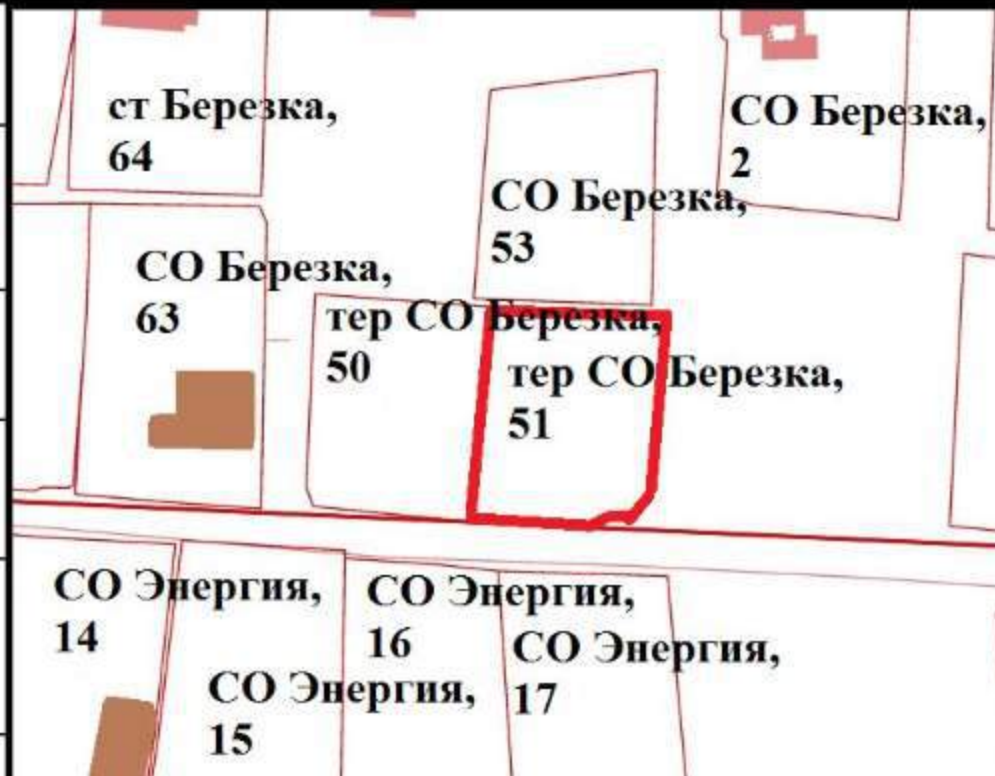 ст Березка,
64
СО Березка,
2
СО Березка,
53
СО Березка,
63
тер СО Березка,
50
тер СО Березка,
51
СО Энергия,
14
СО Энергия,
15
СО Энергия,
16
СО Энергия,
17